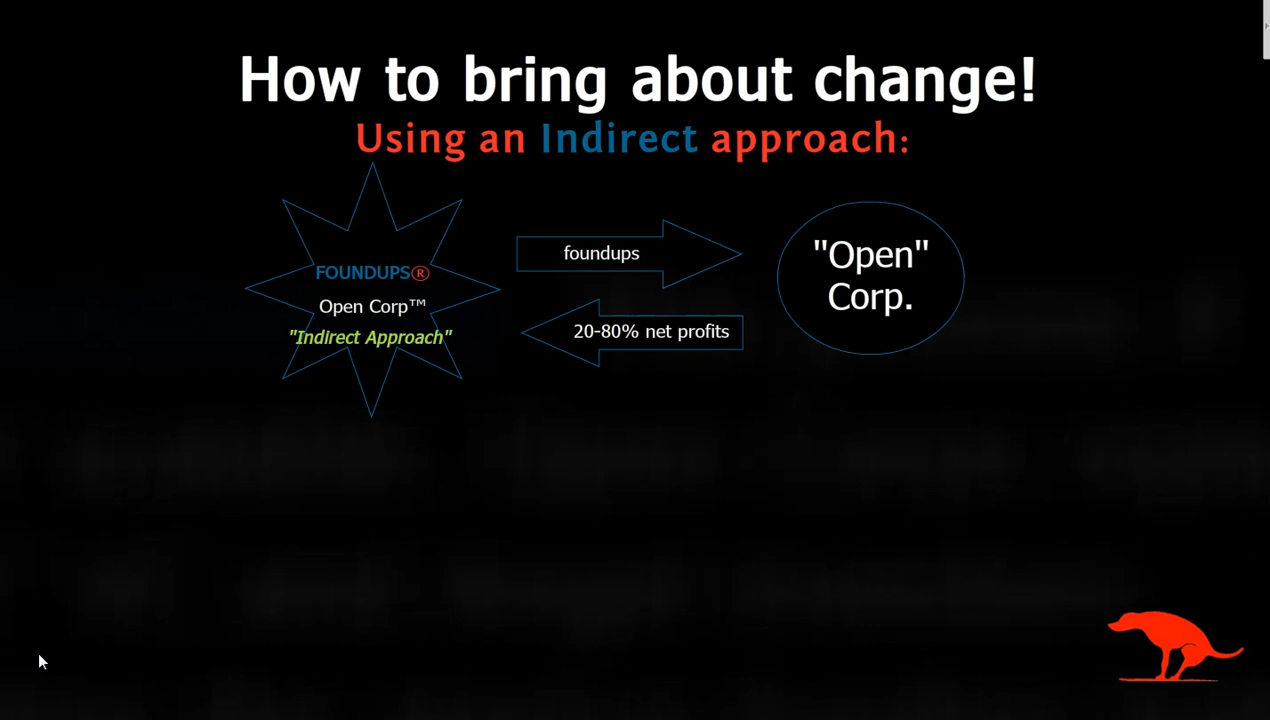 How to bring about change!
Using an Indirect approach:
FOUNDUPS®
Open Corp™
"Indirect Approach"
foundups
20-80% net profits
"Open"
Corp.